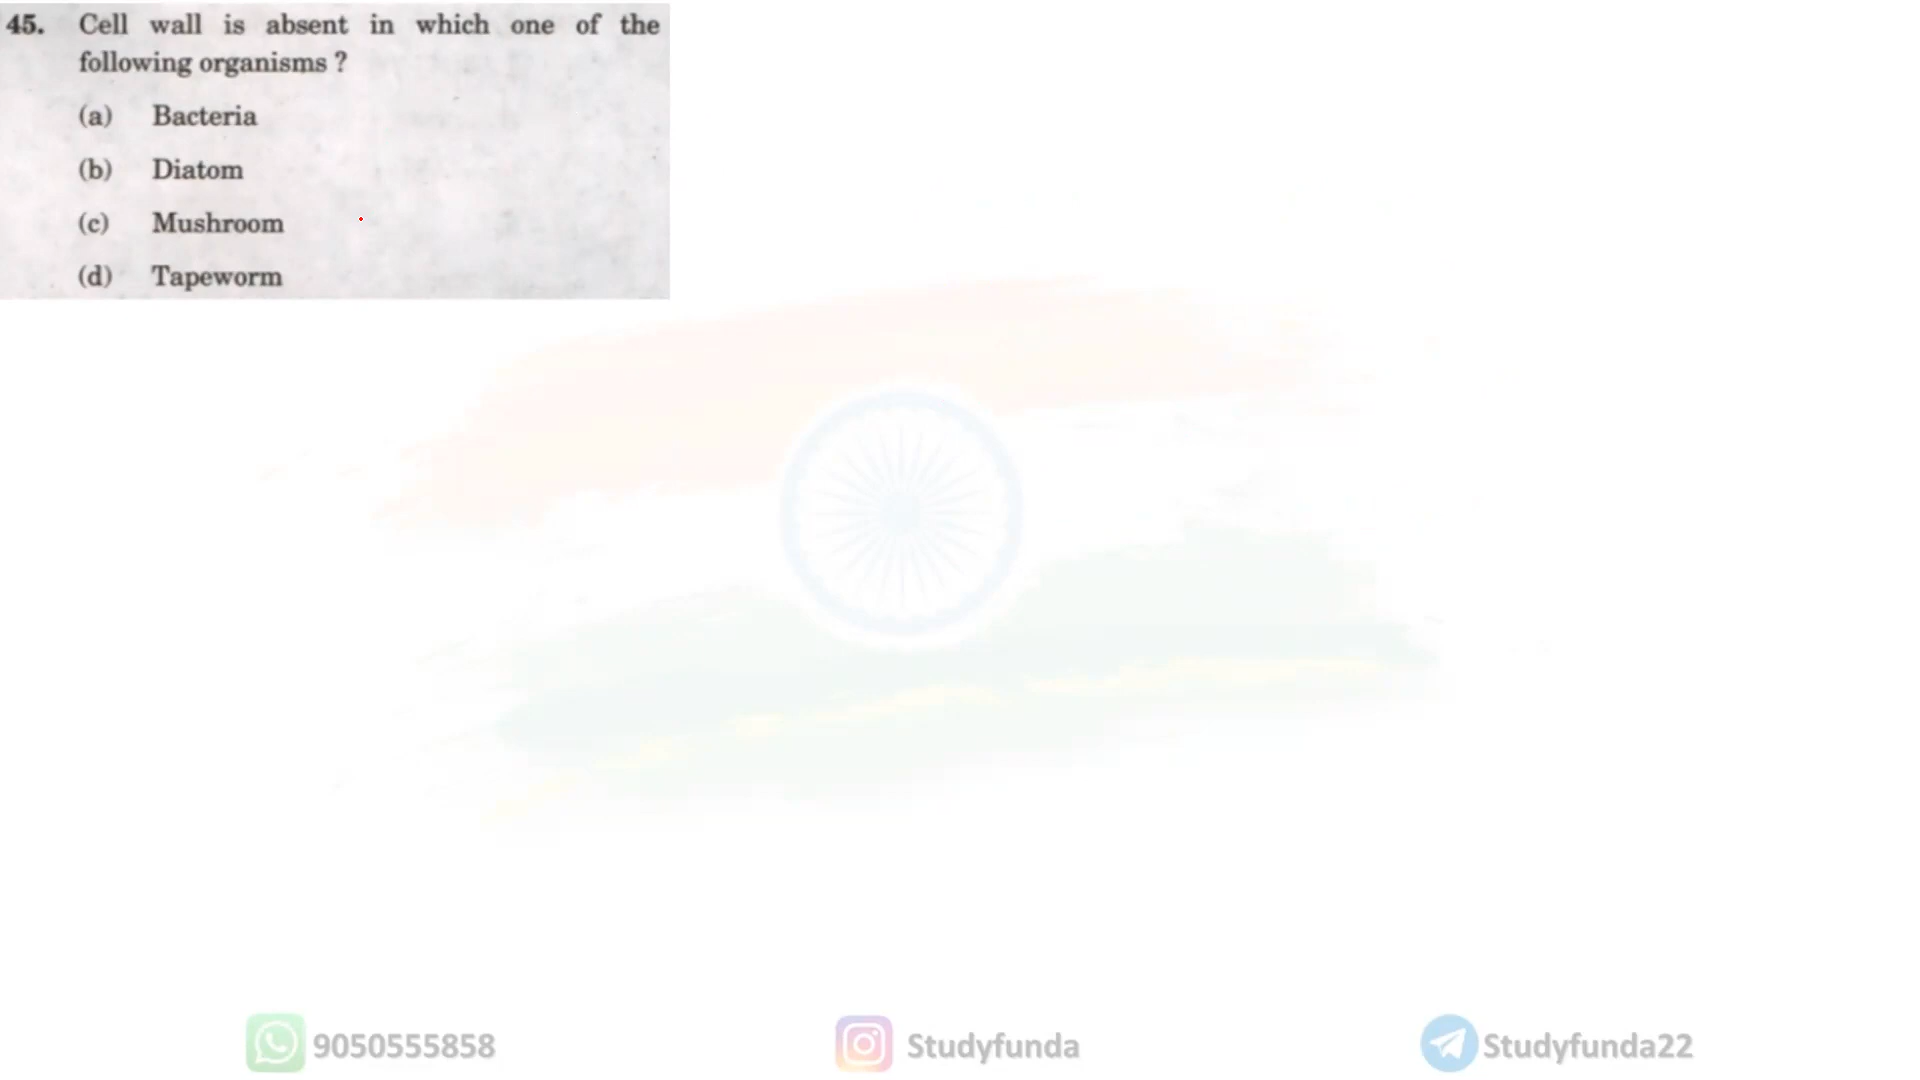 45. Cell wall is absent in which one of the
following organisms ?
(a) Bacteria
(b) Diatom
(c) Mushroom
(d) Tapeworm
9050555858 Studyfunda Studyfunda22